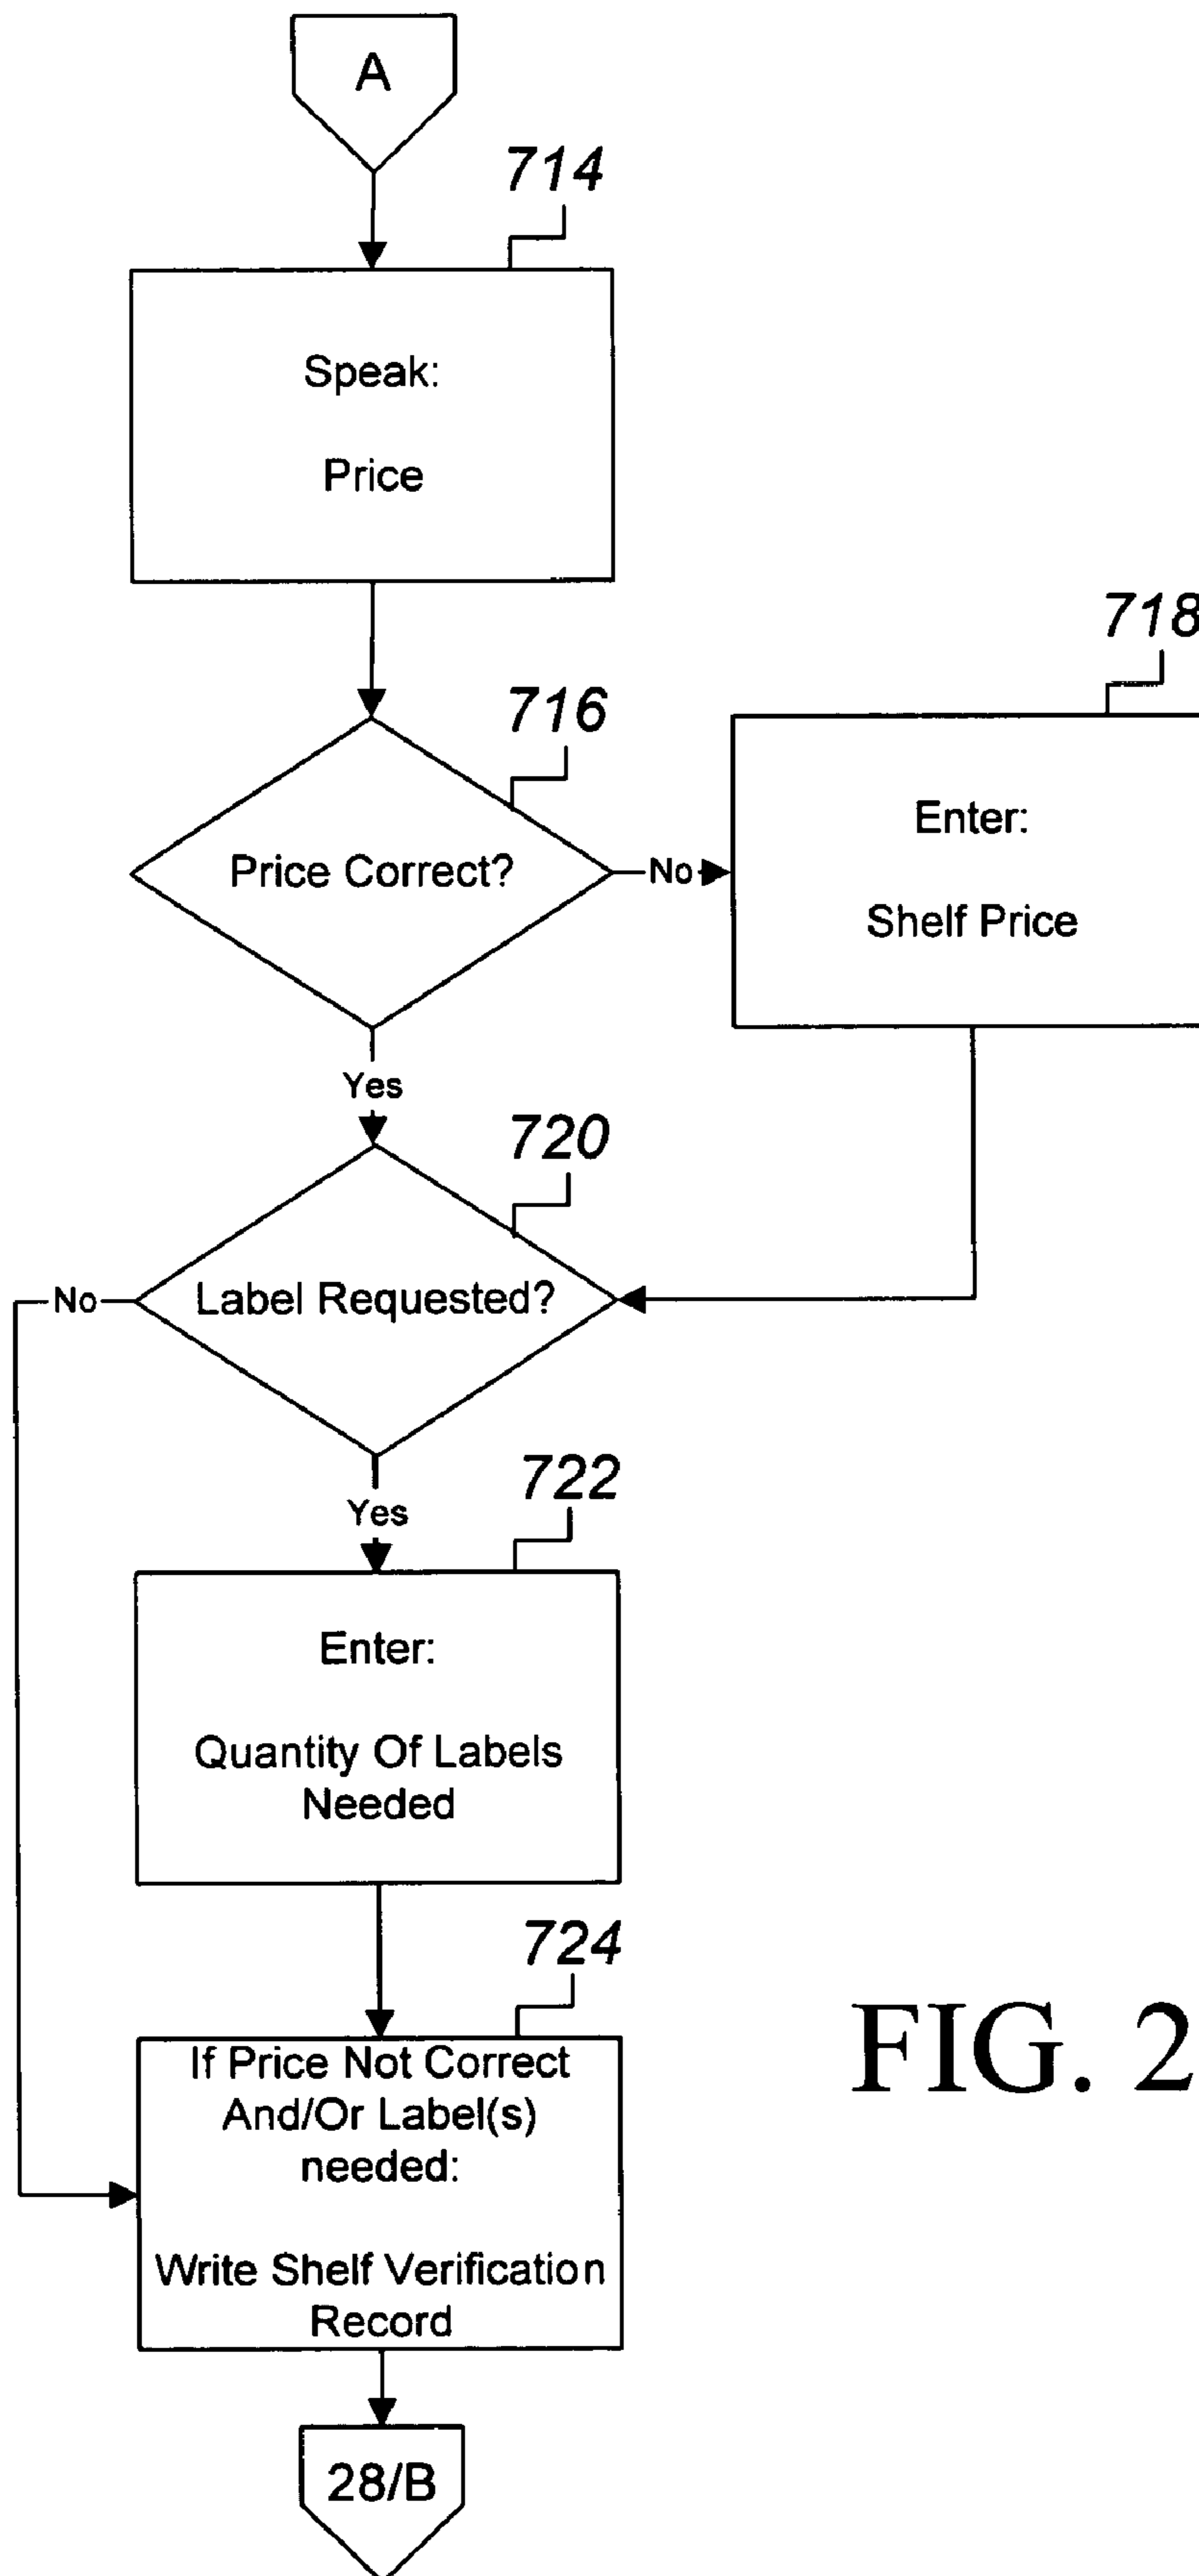 A
714
Speak:
Price
718
716
Price Correct?
No
Enter:
Shelf Price
Yes
720
Label Requested?
No
Yes
722
Enter:
Quantity Of Labels
Needed
724
If Price Not Correct
And/Or Label(s)
needed:
Write Shelf Verification
Record
FIG. 2
28/B